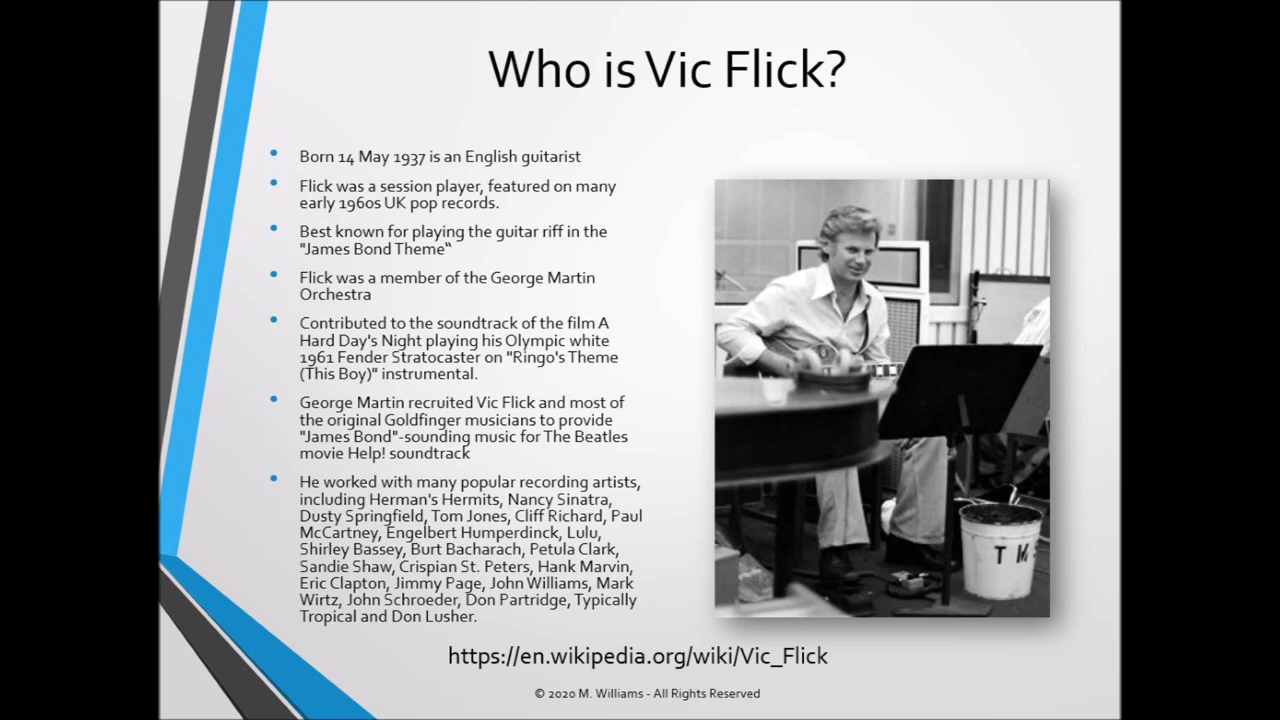 Who is Vic Flick?
• Born 14 May 1937 is an English guitarist
• Flick was a session player, featured on many
early 1960s UK pop records.
• Best known for playing the guitar riff in the
"James Bond Theme“
• Flick was a member of the George Martin
Orchestra
• Contributed to the soundtrack of the film A
Hard Day's Night playing his Olympic white
1961 Fender Stratocaster on "Ringo's Theme
(This Boy)" instrumental.
• George Martin recruited Vic Flick and most of
the original Goldfinger musicians to provide
"James Bond"-sounding music for The Beatles
movie Help! soundtrack
• He worked with many popular recording artists,
including Herman's Hermits, Nancy Sinatra,
Dusty Springfield, Tom Jones, Cliff Richard, Paul
McCartney, Engelbert Humperdinck, Lulu,
Shirley Bassey, Burt Bacharach, Petula Clark,
Sandie Shaw, Crispian St. Peters, Hank Marvin,
Eric Clapton, Jimmy Page, John Williams, Mark
Wirtz, John Schroeder, Don Partridge, Typically
Tropical and Don Lusher.
https://en.wikipedia.org/wiki/Vic_Flick
© 2020 M. Williams - All Rights Reserved